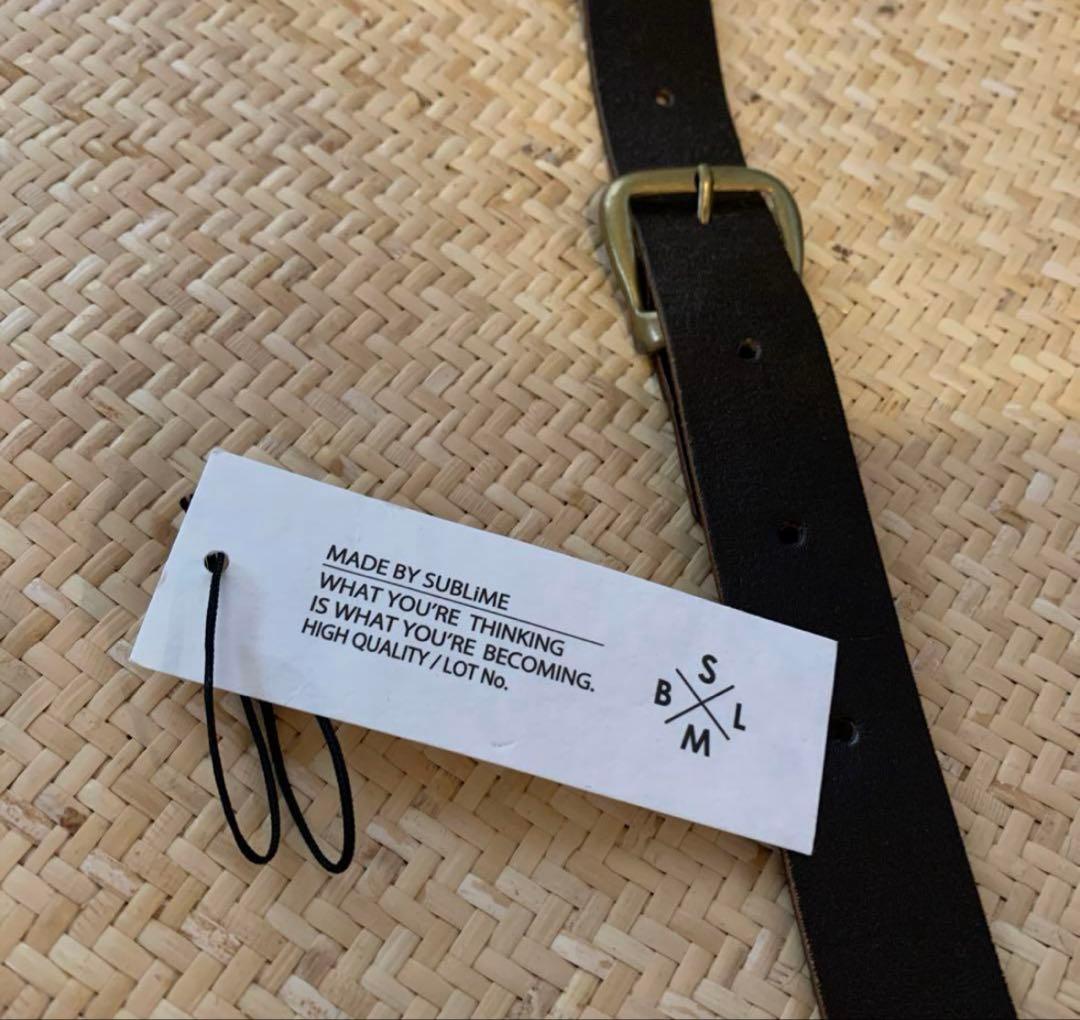 MADE BY SUBLiME
WHAT YOU'RE THINKING
IS WHAT YOU'RE BECOMING.
HIGH QUALITY / LOT No.
S
B L
M